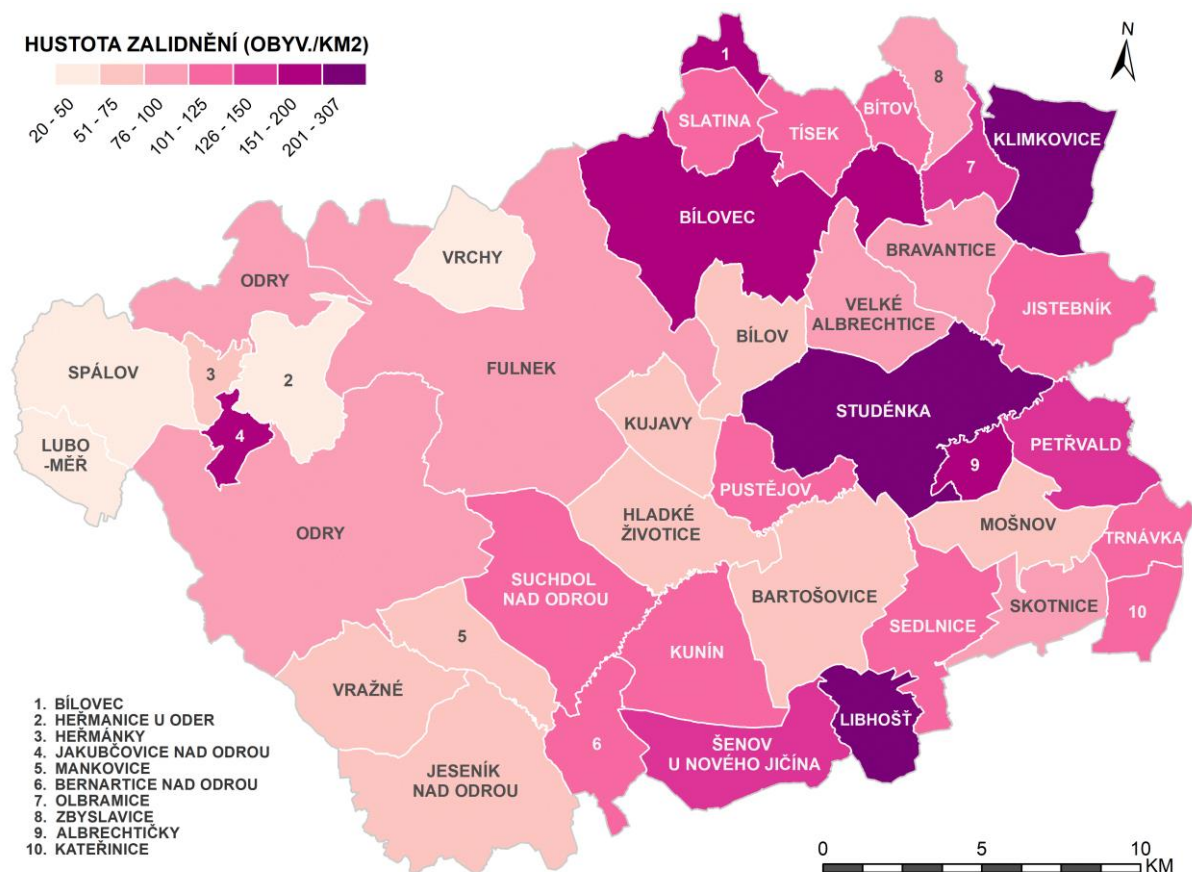 HUSTOTA ZALIDNĚNÍ (OBYV./KM2)
20 - 50
51 - 75
76 - 100
101 - 125
126 - 150
151 - 200
201 - 307
N
1
8
SLATINA
TÍSEK
BÍTOV
KLIMKOVICE
7
BÍLOVEC
VRCHY
BRAVANTICE
ODRY
JISTEBNÍK
VELKÉ
ALBRECHTICE
BÍLOV
SPÁLOV
3
2
FULNEK
STUDÉNKA
KUJAVY
4
LUBO
-MĚŘ
PETŘVALD
9
PUSTĚJOV
HLADKÉ
ŽIVOTICE
MOŠNOV
ODRY
TRNÁVKA
SUCHDOL
NAD ODROU
BARTOŠOVICE
SKOTNICE
10
SEDLNICE
5
KUNÍN
VRAŽNÉ
LIBHOŠŤ
6
ŠENOV
U NOVÉHO JIČÍNA
JESENÍK
NAD ODROU
1. BÍLOVEC
2. HEŘMANICE U ODER
3. HEŘMÁNKY
4. JAKUBČOVICE NAD ODROU
5. MANKOVICE
6. BERNARTICE NAD ODROU
7. OLBRAMICE
8. ZBYSLAVICE
9. ALBRECHTIČKY
10. KATEŘINICE
0 5 10
KM